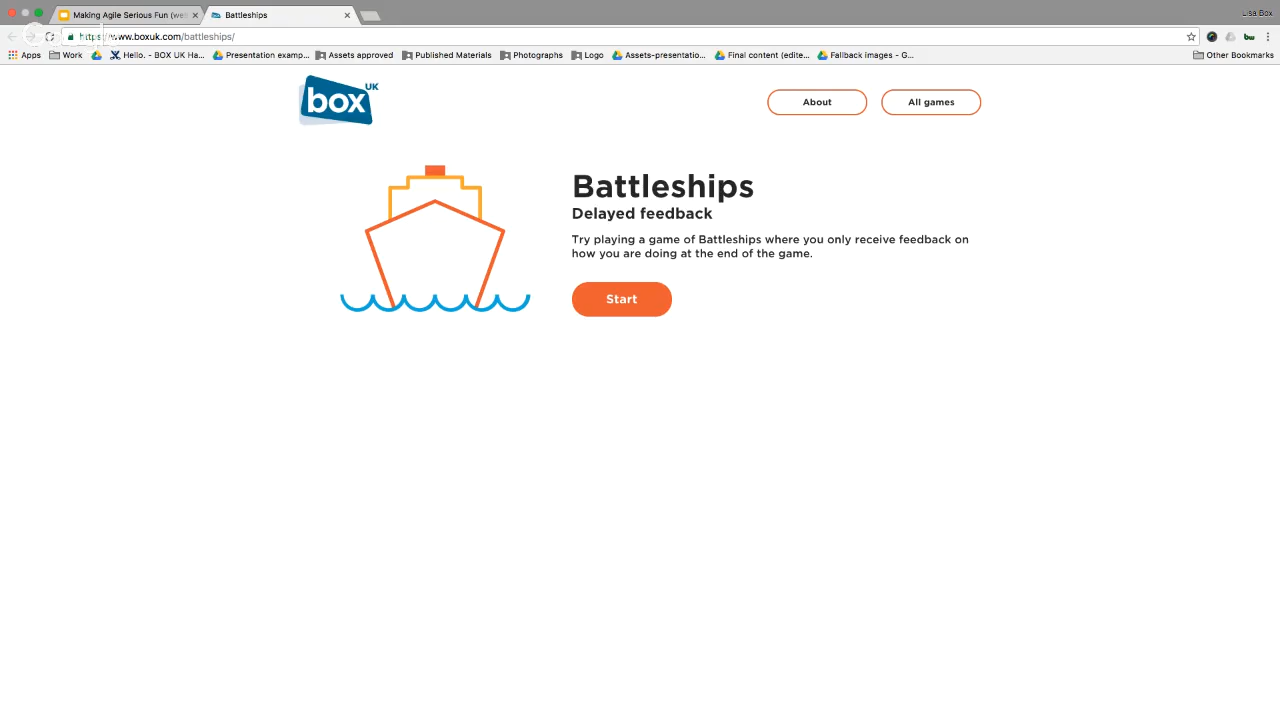 Making Agile Serious Fun (we
Battleships
Lisa Box
https://www.boxuk.com/battleships/
Apps
Work
Hello. - BOX UK Ha...
Presentation examp...
Assets approved
Published Materials
Photographs
Logo
Assets-presentatio...
Final content (edite...
Fallback images - G...
Other Bookmarks
box UK
About
All games
Battleships
Delayed feedback
Try playing a game of Battleships where you only receive feedback on
how you are doing at the end of the game.
Start